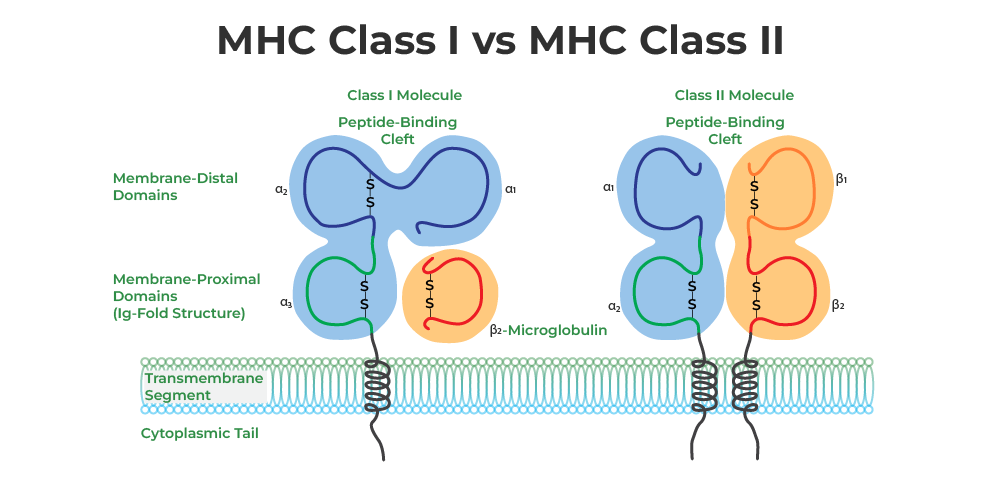 MHC Class I vs MHC Class II
Class I Molecule
Peptide-Binding
Cleft
Class II Molecule
Peptide-Binding
Cleft
Membrane-Distal
Domains
α₂
S
S
α₁
α₁
S
S
β₁
Membrane-Proximal
Domains
(Ig-Fold Structure)
α₃
S
S
S
S
β₂-Microglobulin
α₂
S
S
S
S
β₂
Transmembrane
Segment
Cytoplasmic Tail